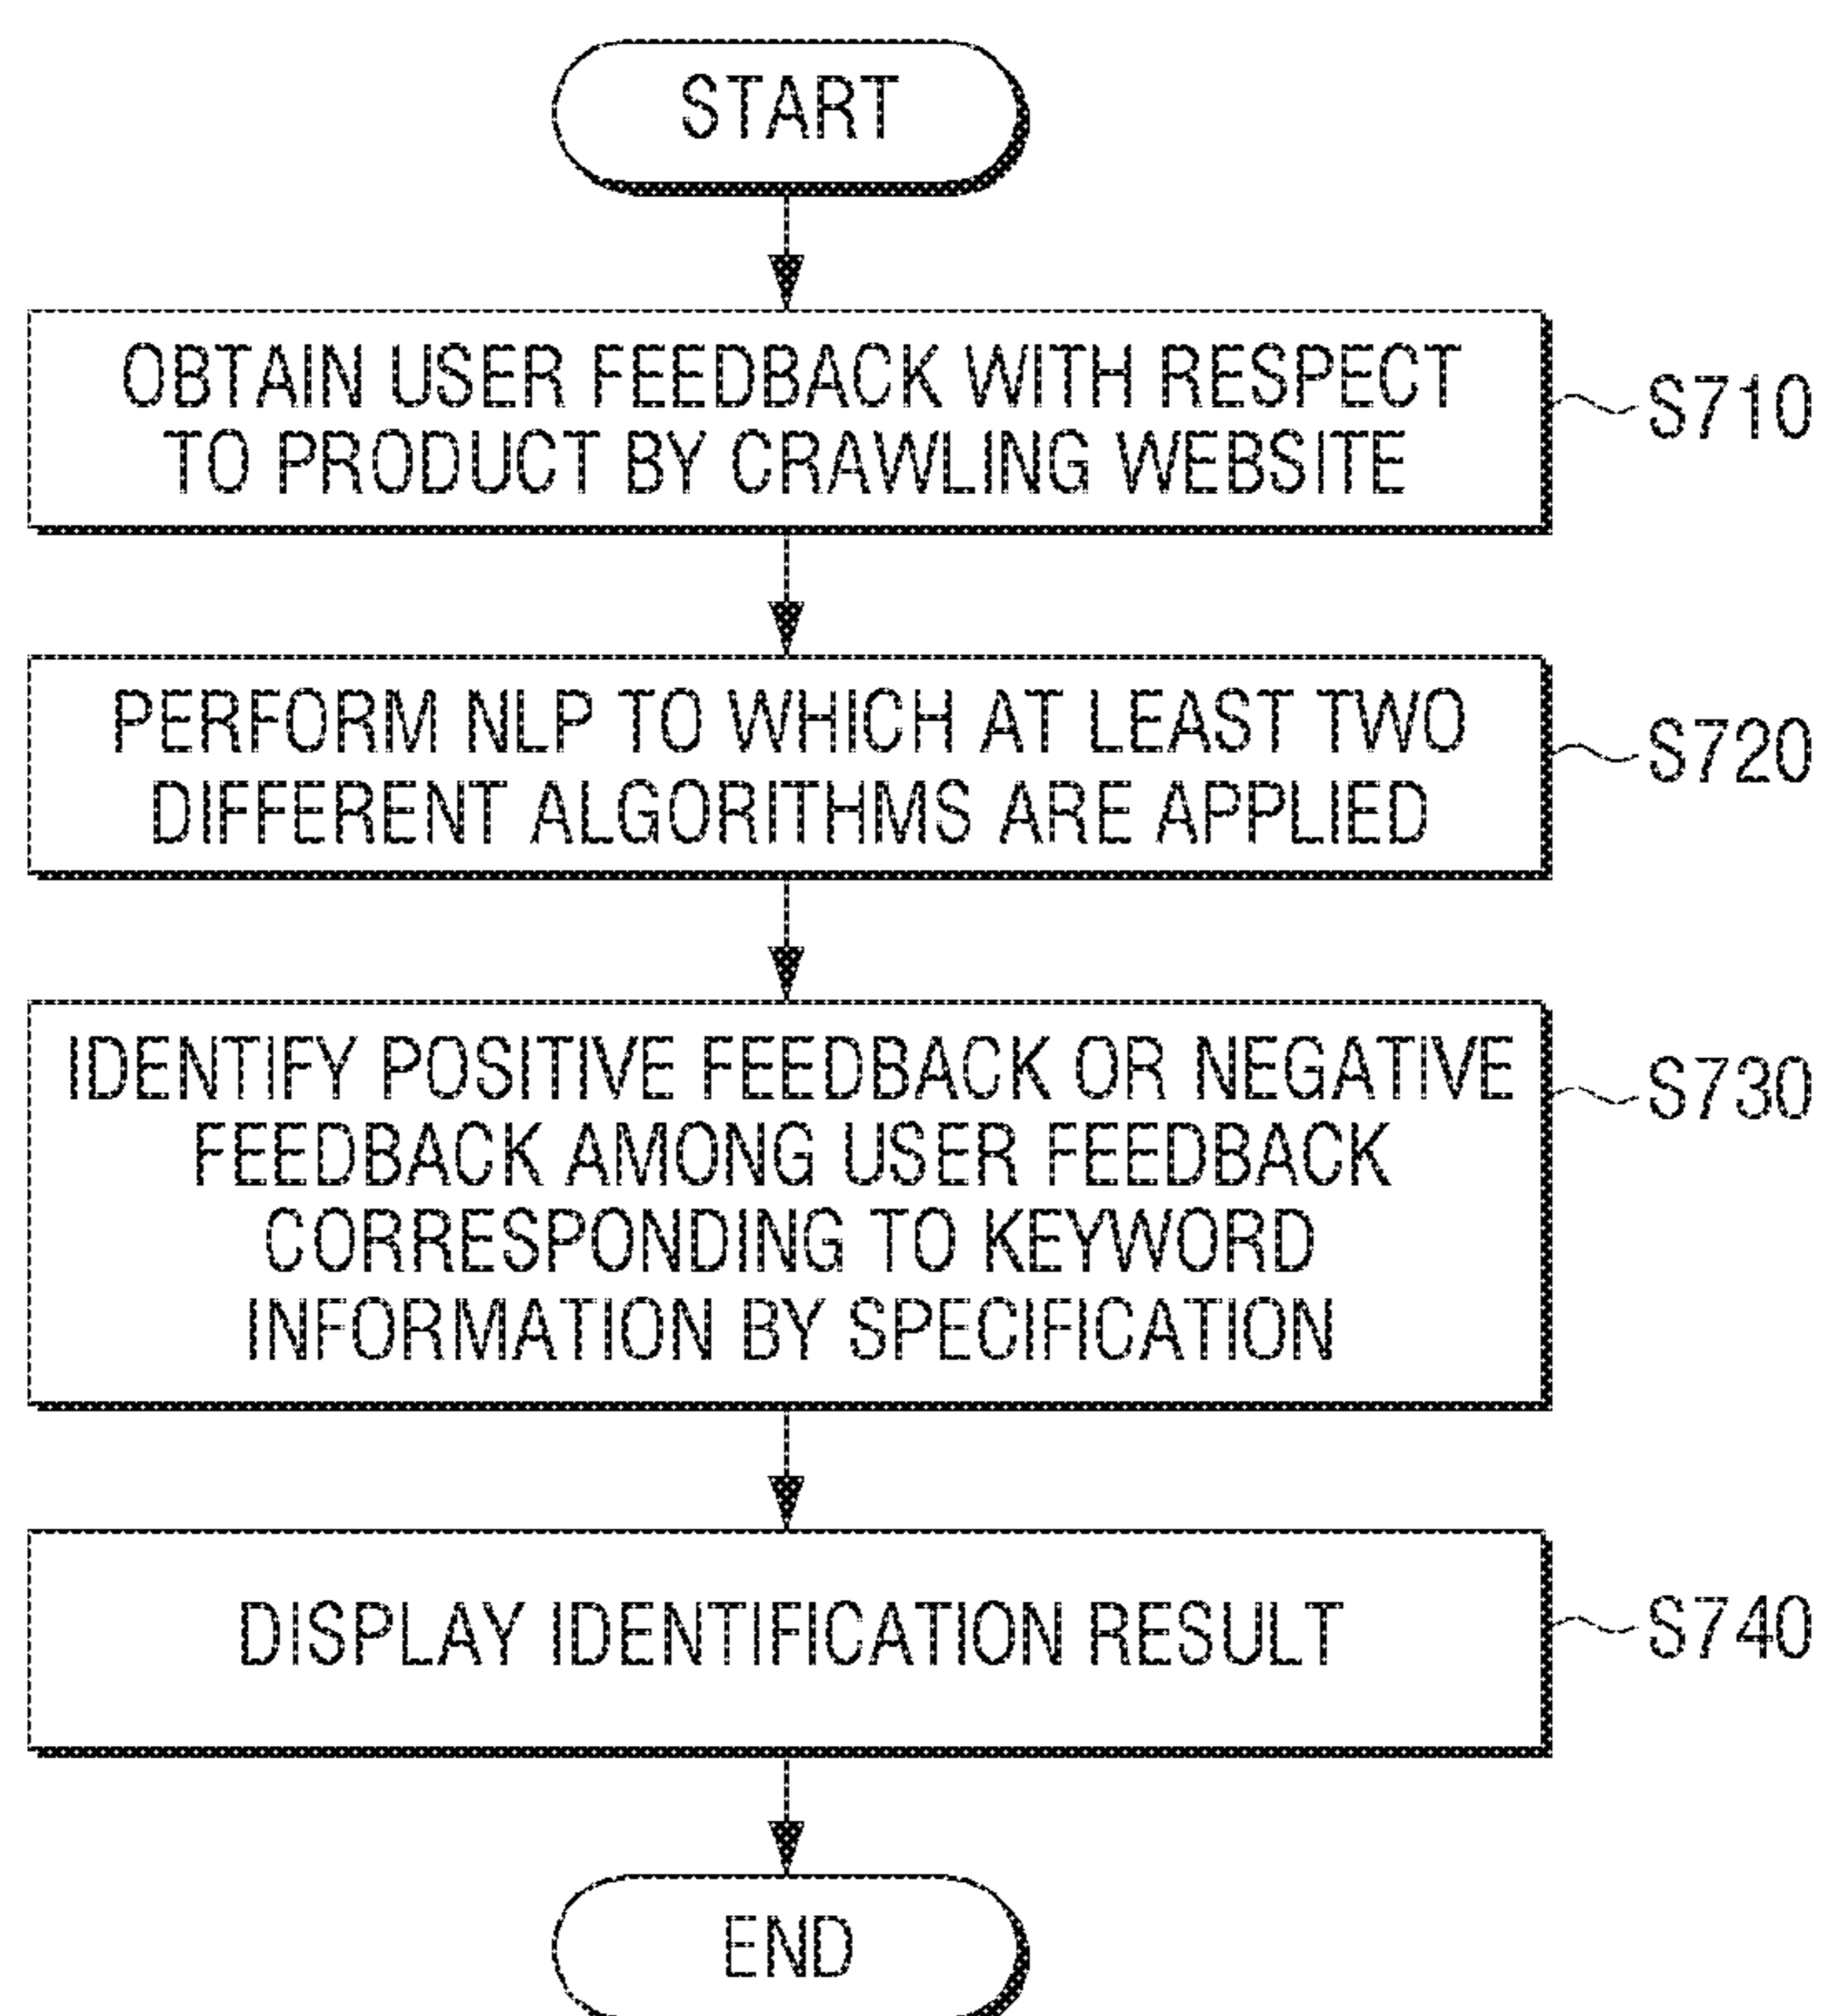 START
OBTAIN USER FEEDBACK WITH RESPECT
TO PRODUCT BY CRAWLING WEBSITE
S710
PERFORM NLP TO WHICH AT LEAST TWO
DIFFERENT ALGORITHMS ARE APPLIED
S720
IDENTIFY POSITIVE FEEDBACK OR NEGATIVE
FEEDBACK AMONG USER FEEDBACK
CORRESPONDING TO KEYWORD
INFORMATION BY SPECIFICATION
S730
DISPLAY IDENTIFICATION RESULT
S740
END